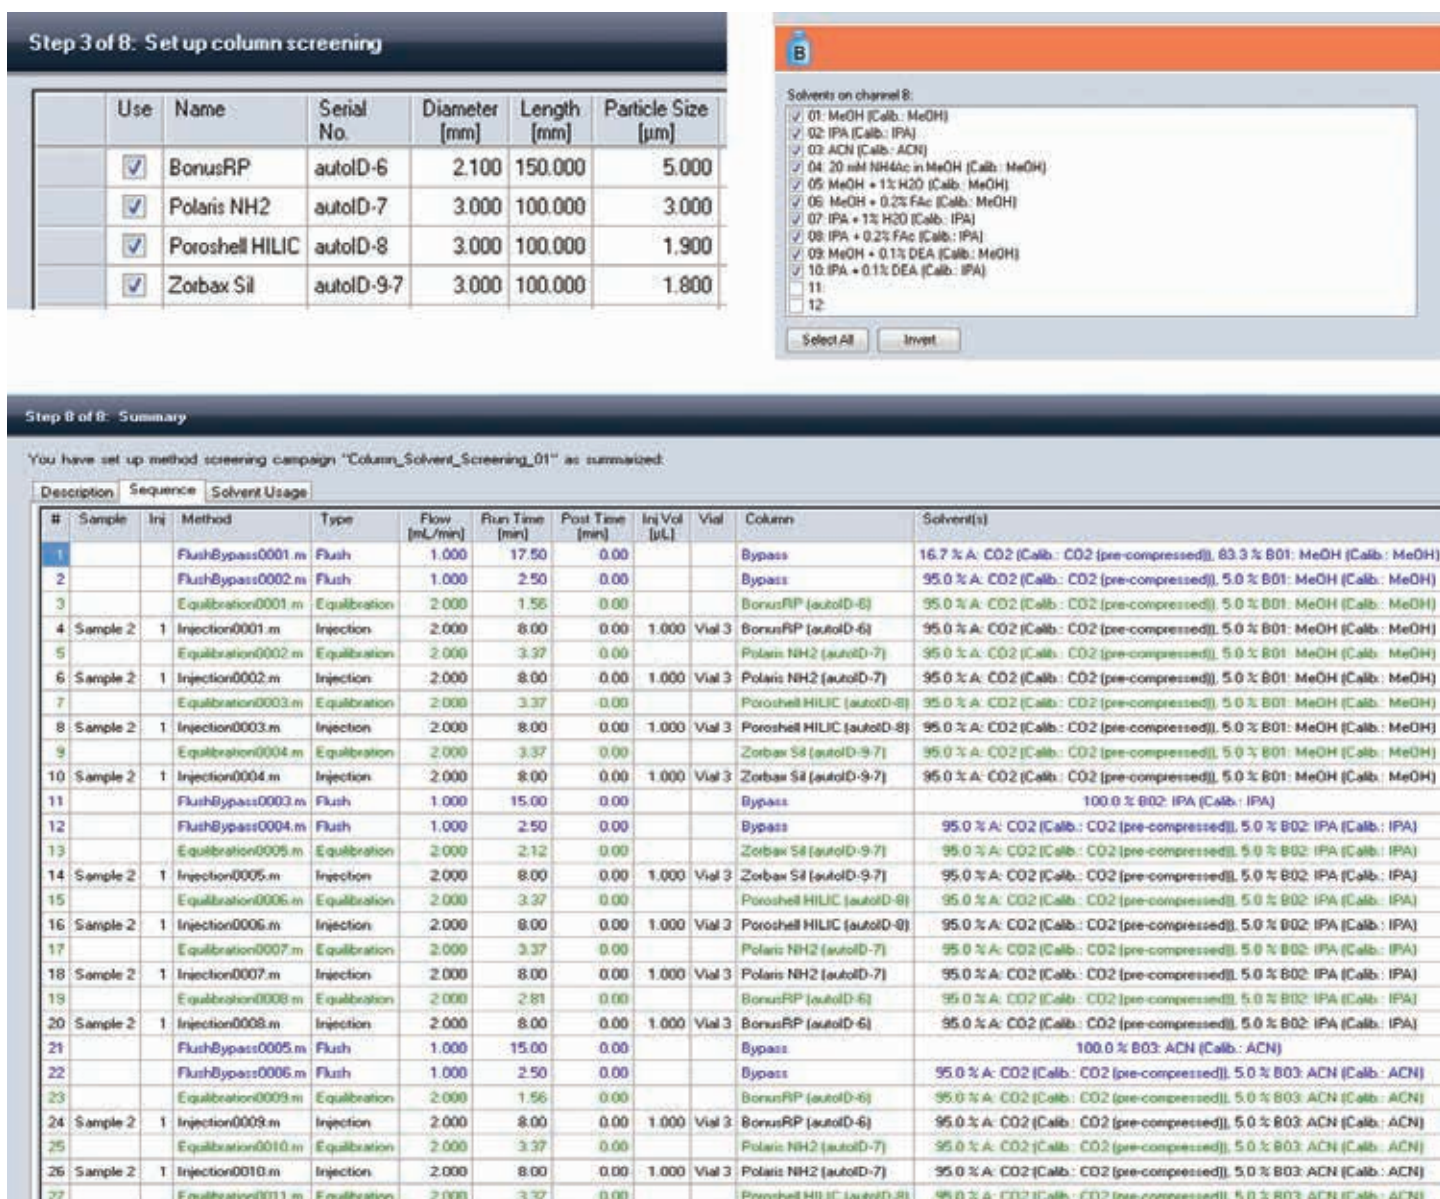 Step 3 of 8: Set up column screening
Use Name Serial No. Diameter [mm] Length [mm] Particle Size [µm]
BonusRP autoID-6 2.100 150.000 5.000
Polaris NH2 autoID-7 3.000 100.000 3.000
Poroshell HILIC autoID-8 3.000 100.000 1.900
Zorbax Sil autoID-9-7 3.000 100.000 1.800
B
Solvents on channel B:
01: MeOH (Calib.: MeOH)
02: IPA (Calib.: IPA)
03: ACN (Calib.: ACN)
04: 20 mM NH4Ac in MeOH (Calib.: MeOH)
05: MeOH + 1% H2O (Calib.: MeOH)
06: MeOH + 0.2% FAc (Calib.: MeOH)
07: IPA + 1% H2O (Calib.: IPA)
08: IPA + 0.2% FAc (Calib.: IPA)
09: MeOH + 0.1% DEA (Calib.: MeOH)
10: IPA + 0.1% DEA (Calib.: IPA)
11:
12:
Select All Invert
Step 8 of 8: Summary
You have set up method screening campaign "Column_Solvent_Screening_01" as summarized:
Description Sequence Solvent Usage
# Sample Inj Method Type Flow [mL/min] Run Time [min] Post Time [min] Inj Vol [µL] Vial Column Solvent(s)
1 FlushBypass0001.m Flush 1.000 17.50 0.00 Bypass 16.7 % A: CO2 (Calib.: CO2 (pre-compressed)), 83.3 % B01: MeOH (Calib.: MeOH)
2 FlushBypass0002.m Flush 1.000 2.50 0.00 Bypass 95.0 % A: CO2 (Calib.: CO2 (pre-compressed)), 5.0 % B01: MeOH (Calib.: MeOH)
3 Equilibration0001.m Equilibration 2.000 1.56 0.00 BonusRP (autoID-6) 95.0 % A: CO2 (Calib.: CO2 (pre-compressed)), 5.0 % B01: MeOH (Calib.: MeOH)
4 Sample 2 1 Injection0001.m Injection 2.000 8.00 0.00 1.000 Vial 3 BonusRP (autoID-6) 95.0 % A: CO2 (Calib.: CO2 (pre-compressed)), 5.0 % B01: MeOH (Calib.: MeOH)
5 Equilibration0002.m Equilibration 2.000 3.37 0.00 Polaris NH2 (autoID-7) 95.0 % A: CO2 (Calib.: CO2 (pre-compressed)), 5.0 % B01: MeOH (Calib.: MeOH)
6 Sample 2 1 Injection0002.m Injection 2.000 8.00 0.00 1.000 Vial 3 Polaris NH2 (autoID-7) 95.0 % A: CO2 (Calib.: CO2 (pre-compressed)), 5.0 % B01: MeOH (Calib.: MeOH)
7 Equilibration0003.m Equilibration 2.000 3.37 0.00 Poroshell HILIC (autoID-8) 95.0 % A: CO2 (Calib.: CO2 (pre-compressed)), 5.0 % B01: MeOH (Calib.: MeOH)
8 Sample 2 1 Injection0003.m Injection 2.000 8.00 0.00 1.000 Vial 3 Poroshell HILIC (autoID-8) 95.0 % A: CO2 (Calib.: CO2 (pre-compressed)), 5.0 % B01: MeOH (Calib.: MeOH)
9 Equilibration0004.m Equilibration 2.000 3.37 0.00 Zorbax Sil (autoID-9-7) 95.0 % A: CO2 (Calib.: CO2 (pre-compressed)), 5.0 % B01: MeOH (Calib.: MeOH)
10 Sample 2 1 Injection0004.m Injection 2.000 8.00 0.00 1.000 Vial 3 Zorbax Sil (autoID-9-7) 95.0 % A: CO2 (Calib.: CO2 (pre-compressed)), 5.0 % B01: MeOH (Calib.: MeOH)
11 FlushBypass0003.m Flush 1.000 15.00 0.00 Bypass 100.0 % B02: IPA (Calib.: IPA)
12 FlushBypass0004.m Flush 1.000 2.50 0.00 Bypass 95.0 % A: CO2 (Calib.: CO2 (pre-compressed)), 5.0 % B02: IPA (Calib.: IPA)
13 Equilibration0005.m Equilibration 2.000 2.12 0.00 Zorbax Sil (autoID-9-7) 95.0 % A: CO2 (Calib.: CO2 (pre-compressed)), 5.0 % B02: IPA (Calib.: IPA)
14 Sample 2 1 Injection0005.m Injection 2.000 8.00 0.00 1.000 Vial 3 Zorbax Sil (autoID-9-7) 95.0 % A: CO2 (Calib.: CO2 (pre-compressed)), 5.0 % B02: IPA (Calib.: IPA)
15 Equilibration0006.m Equilibration 2.000 3.37 0.00 Poroshell HILIC (autoID-8) 95.0 % A: CO2 (Calib.: CO2 (pre-compressed)), 5.0 % B02: IPA (Calib.: IPA)
16 Sample 2 1 Injection0006.m Injection 2.000 8.00 0.00 1.000 Vial 3 Poroshell HILIC (autoID-8) 95.0 % A: CO2 (Calib.: CO2 (pre-compressed)), 5.0 % B02: IPA (Calib.: IPA)
17 Equilibration0007.m Equilibration 2.000 3.37 0.00 Polaris NH2 (autoID-7) 95.0 % A: CO2 (Calib.: CO2 (pre-compressed)), 5.0 % B02: IPA (Calib.: IPA)
18 Sample 2 1 Injection0007.m Injection 2.000 8.00 0.00 1.000 Vial 3 Polaris NH2 (autoID-7) 95.0 % A: CO2 (Calib.: CO2 (pre-compressed)), 5.0 % B02: IPA (Calib.: IPA)
19 Equilibration0008.m Equilibration 2.000 2.81 0.00 BonusRP (autoID-6) 95.0 % A: CO2 (Calib.: CO2 (pre-compressed)), 5.0 % B02: IPA (Calib.: IPA)
20 Sample 2 1 Injection0008.m Injection 2.000 8.00 0.00 1.000 Vial 3 BonusRP (autoID-6) 95.0 % A: CO2 (Calib.: CO2 (pre-compressed)), 5.0 % B02: IPA (Calib.: IPA)
21 FlushBypass0005.m Flush 1.000 15.00 0.00 Bypass 100.0 % B03: ACN (Calib.: ACN)
22 FlushBypass0006.m Flush 1.000 2.50 0.00 Bypass 95.0 % A: CO2 (Calib.: CO2 (pre-compressed)), 5.0 % B03: ACN (Calib.: ACN)
23 Equilibration0009.m Equilibration 2.000 1.56 0.00 BonusRP (autoID-6) 95.0 % A: CO2 (Calib.: CO2 (pre-compressed)), 5.0 % B03: ACN (Calib.: ACN)
24 Sample 2 1 Injection0009.m Injection 2.000 8.00 0.00 1.000 Vial 3 BonusRP (autoID-6) 95.0 % A: CO2 (Calib.: CO2 (pre-compressed)), 5.0 % B03: ACN (Calib.: ACN)
25 Equilibration0010.m Equilibration 2.000 3.37 0.00 Polaris NH2 (autoID-7) 95.0 % A: CO2 (Calib.: CO2 (pre-compressed)), 5.0 % B03: ACN (Calib.: ACN)
26 Sample 2 1 Injection0010.m Injection 2.000 8.00 0.00 1.000 Vial 3 Polaris NH2 (autoID-7) 95.0 % A: CO2 (Calib.: CO2 (pre-compressed)), 5.0 % B03: ACN (Calib.: ACN)
27 Equilibration0011.m Equilibration 2.000 3.37 0.00 Poroshell HILIC (autoID-8) 95.0 % A: CO2 (Calib.: CO2 (pre-compressed)), 5.0 % B03: ACN (Calib.: ACN)